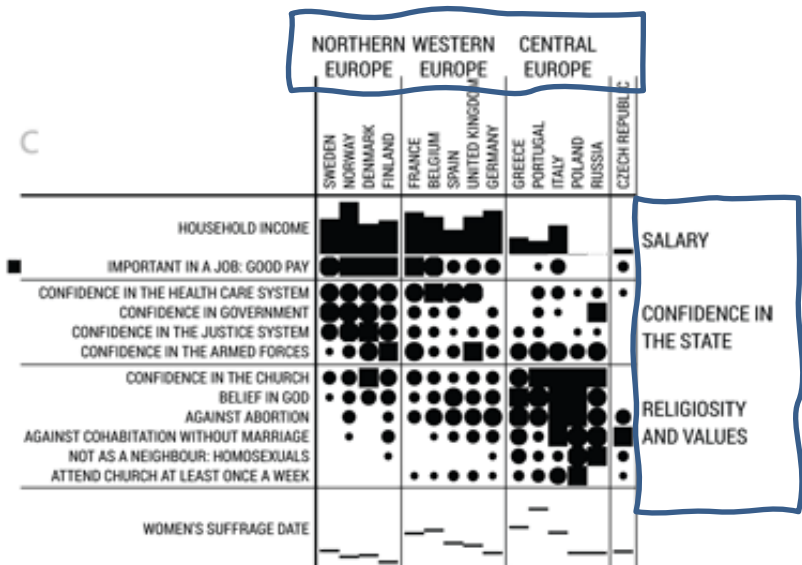 NORTHERN WESTERN CENTRAL
EUROPE EUROPE EUROPE
C
SWEDEN
NORWAY
DENMARK
FINLAND
FRANCE
BELGIUM
SPAIN
UNITED KINGDOM
GERMANY
GREECE
PORTUGAL
ITALY
POLAND
RUSSIA
CZECH REPUBLIC
HOUSEHOLD INCOME
SALARY
IMPORTANT IN A JOB: GOOD PAY
CONFIDENCE IN THE HEALTH CARE SYSTEM
CONFIDENCE IN GOVERNMENT
CONFIDENCE IN THE JUSTICE SYSTEM
CONFIDENCE IN THE ARMED FORCES
CONFIDENCE IN
THE STATE
CONFIDENCE IN THE CHURCH
BELIEF IN GOD
AGAINST ABORTION
AGAINST COHABITATION WITHOUT MARRIAGE
NOT AS A NEIGHBOUR: HOMOSEXUALS
ATTEND CHURCH AT LEAST ONCE A WEEK
RELIGIOSITY
AND VALUES
WOMEN'S SUFFRAGE DATE